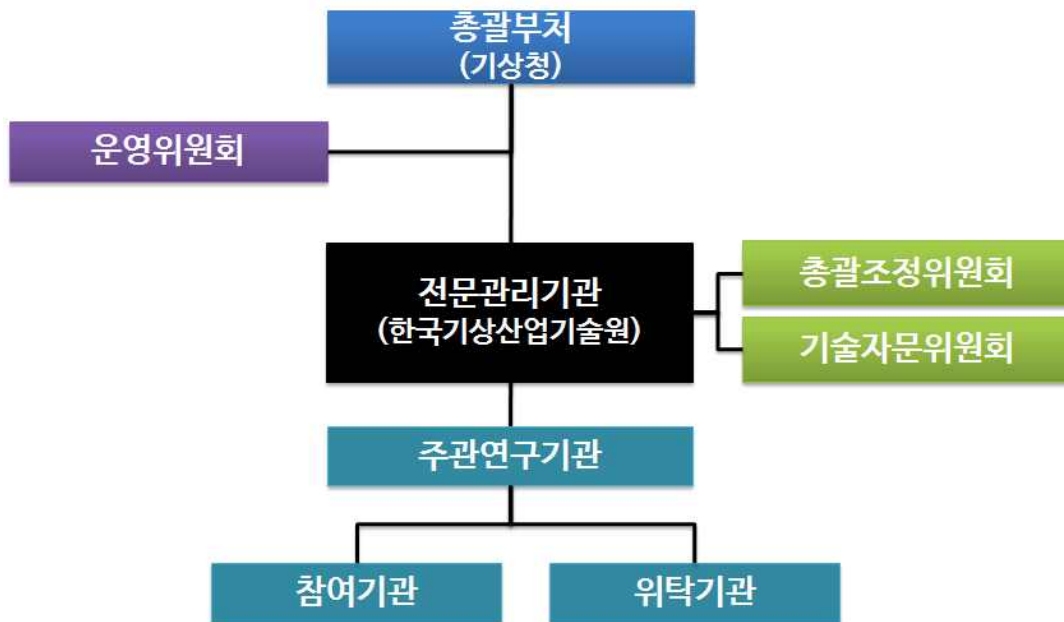 총괄부처
(기상청)
운영위원회
전문관리기관
(한국기상산업기술원)
총괄조정위원회
기술자문위원회
주관연구기관
참여기관
위탁기관